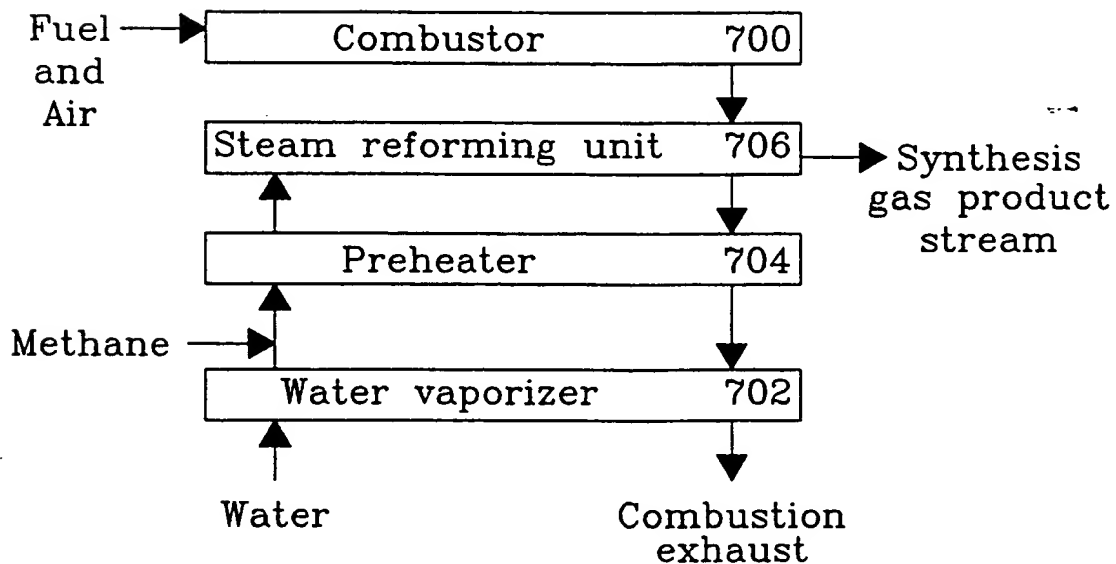 Fuel
and
Air
Combustor 700
Steam reforming unit 706
Synthesis
gas product
stream
Preheater 704
Methane
Water vaporizer 702
Water
Combustion
exhaust